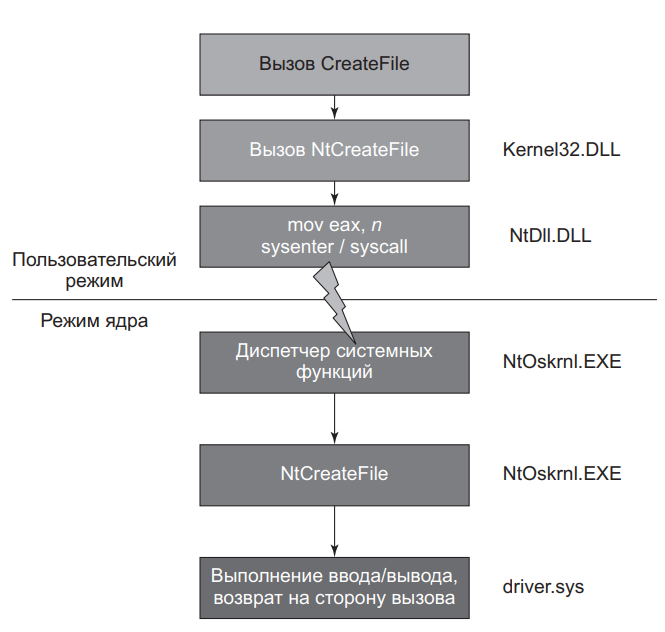 Вызов CreateFile
Вызов NtCreateFile
Kernel32.DLL
mov eax, n
sysenter / syscall
NtDll.DLL
Пользовательский
режим
Режим ядра
Диспетчер системных
функций
NtOskrnl.EXE
NtCreateFile
NtOskrnl.EXE
Выполнение ввода/вывода,
возврат на сторону вызова
driver.sys